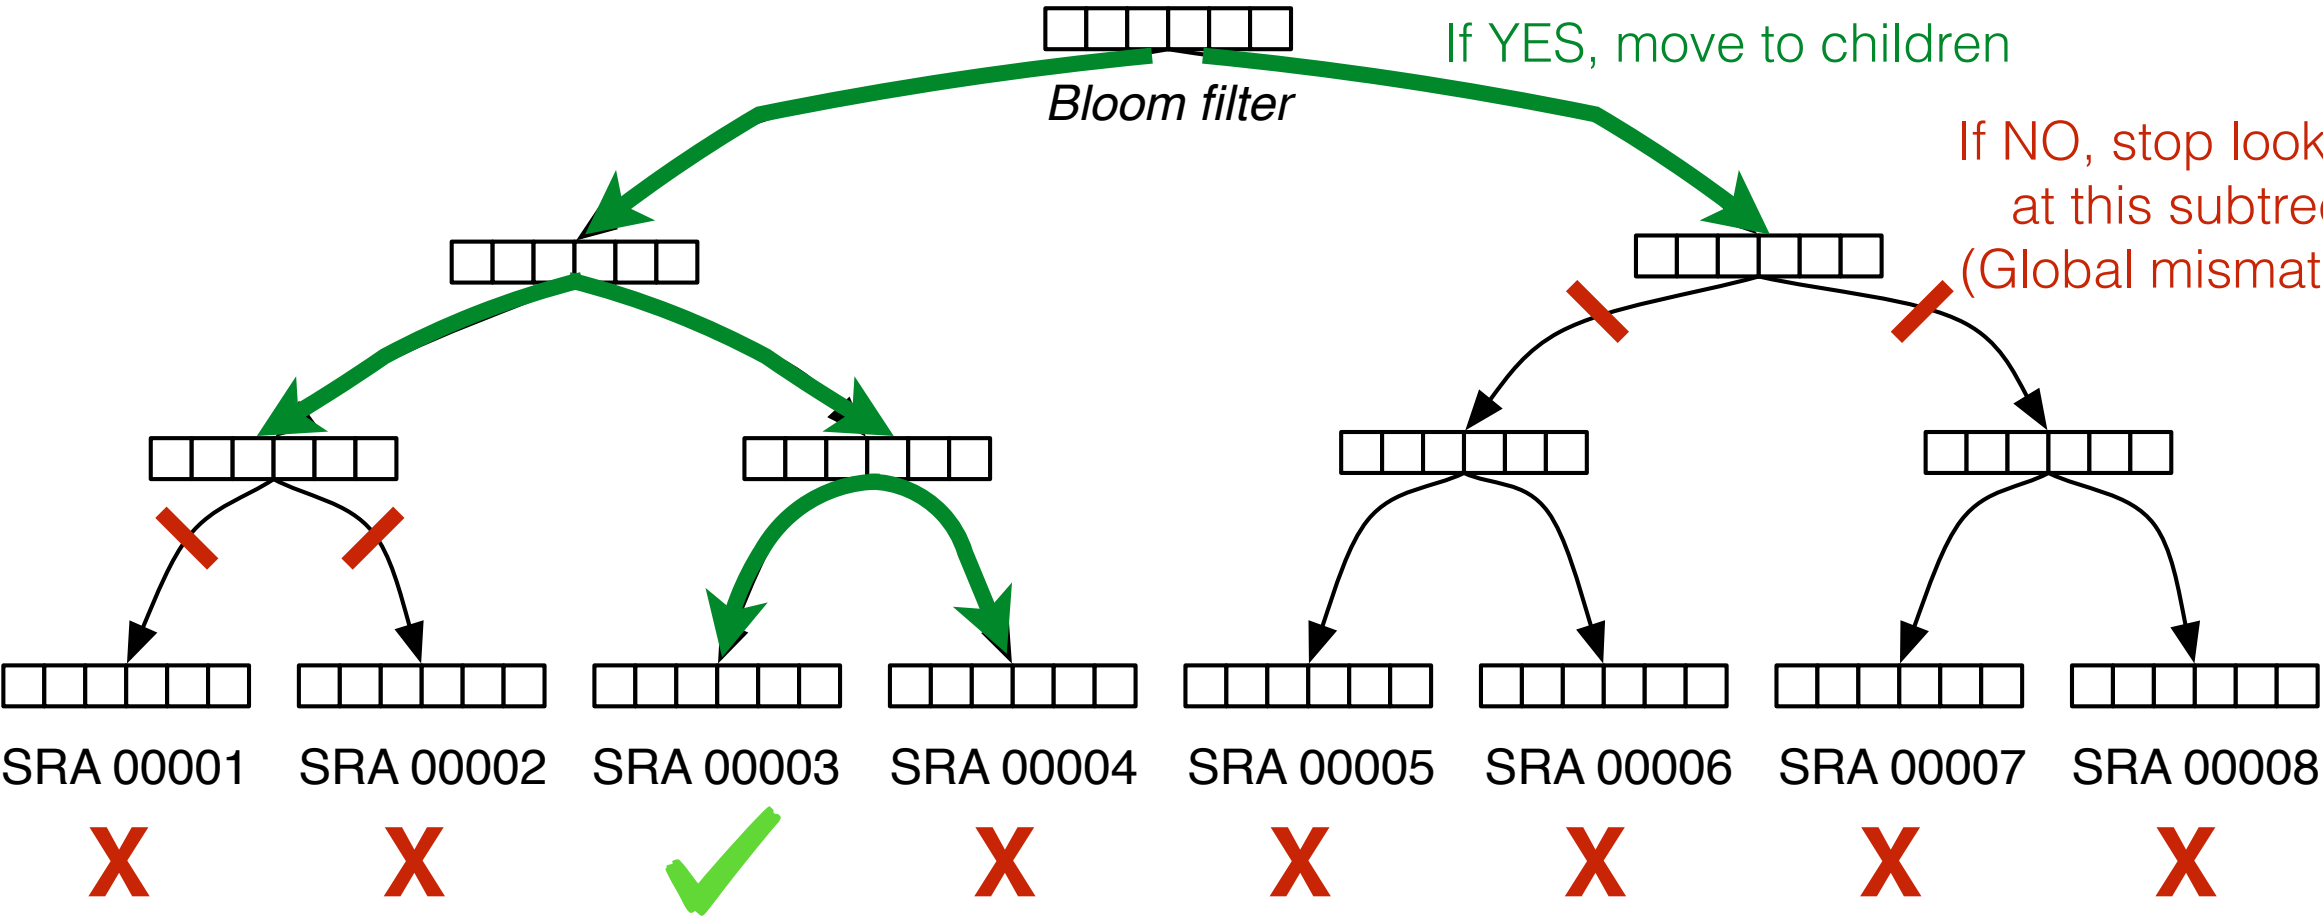 If YES, move to children
Bloom filter
If NO, stop look
at this subtre
(Global mismat
SRA 00001 SRA 00002 SRA 00003 SRA 00004 SRA 00005 SRA 00006 SRA 00007 SRA 00008
X X X X X X X